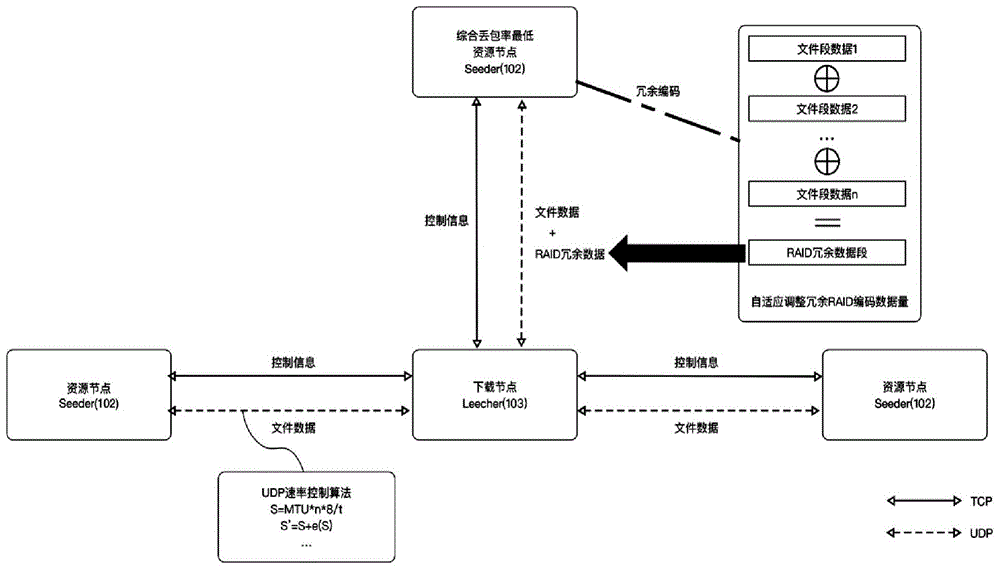 综合丢包率最低
资源节点
Seeder(102)
冗余编码
文件段数据1
文件段数据2
...
文件段数据n
RAID冗余数据段
自适应调整冗余RAID编码数据量
控制信息
文件数据
+
RAID冗余数据
资源节点
Seeder(102)
控制信息
文件数据
下载节点
Leecher(103)
控制信息
文件数据
资源节点
Seeder(102)
UDP速率控制算法
S=MTU*n*8/t
S'=S+e(S)
...
TCP
UDP